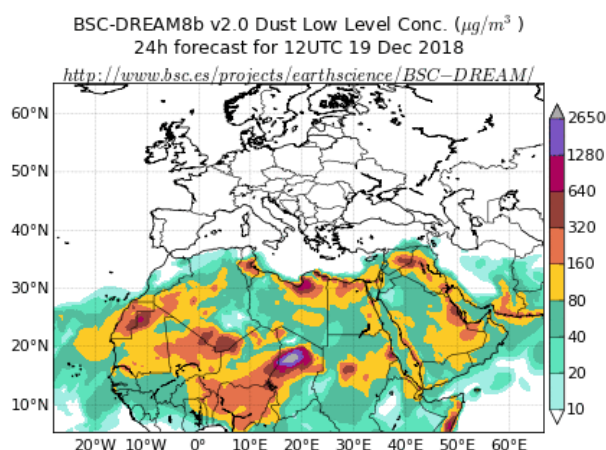 BSC-DREAM8b v2.0 Dust Low Level Conc. (μg/m³ )
24h forecast for 12UTC 19 Dec 2018
http://www.bsc.es/projects/earthscience/BSC−DREAM/
60°N
50°N
40°N
30°N
20°N
10°N
20°W
10°W
0°
10°E
20°E
30°E
40°E
50°E
60°E
2650
1280
640
320
160
80
40
20
10